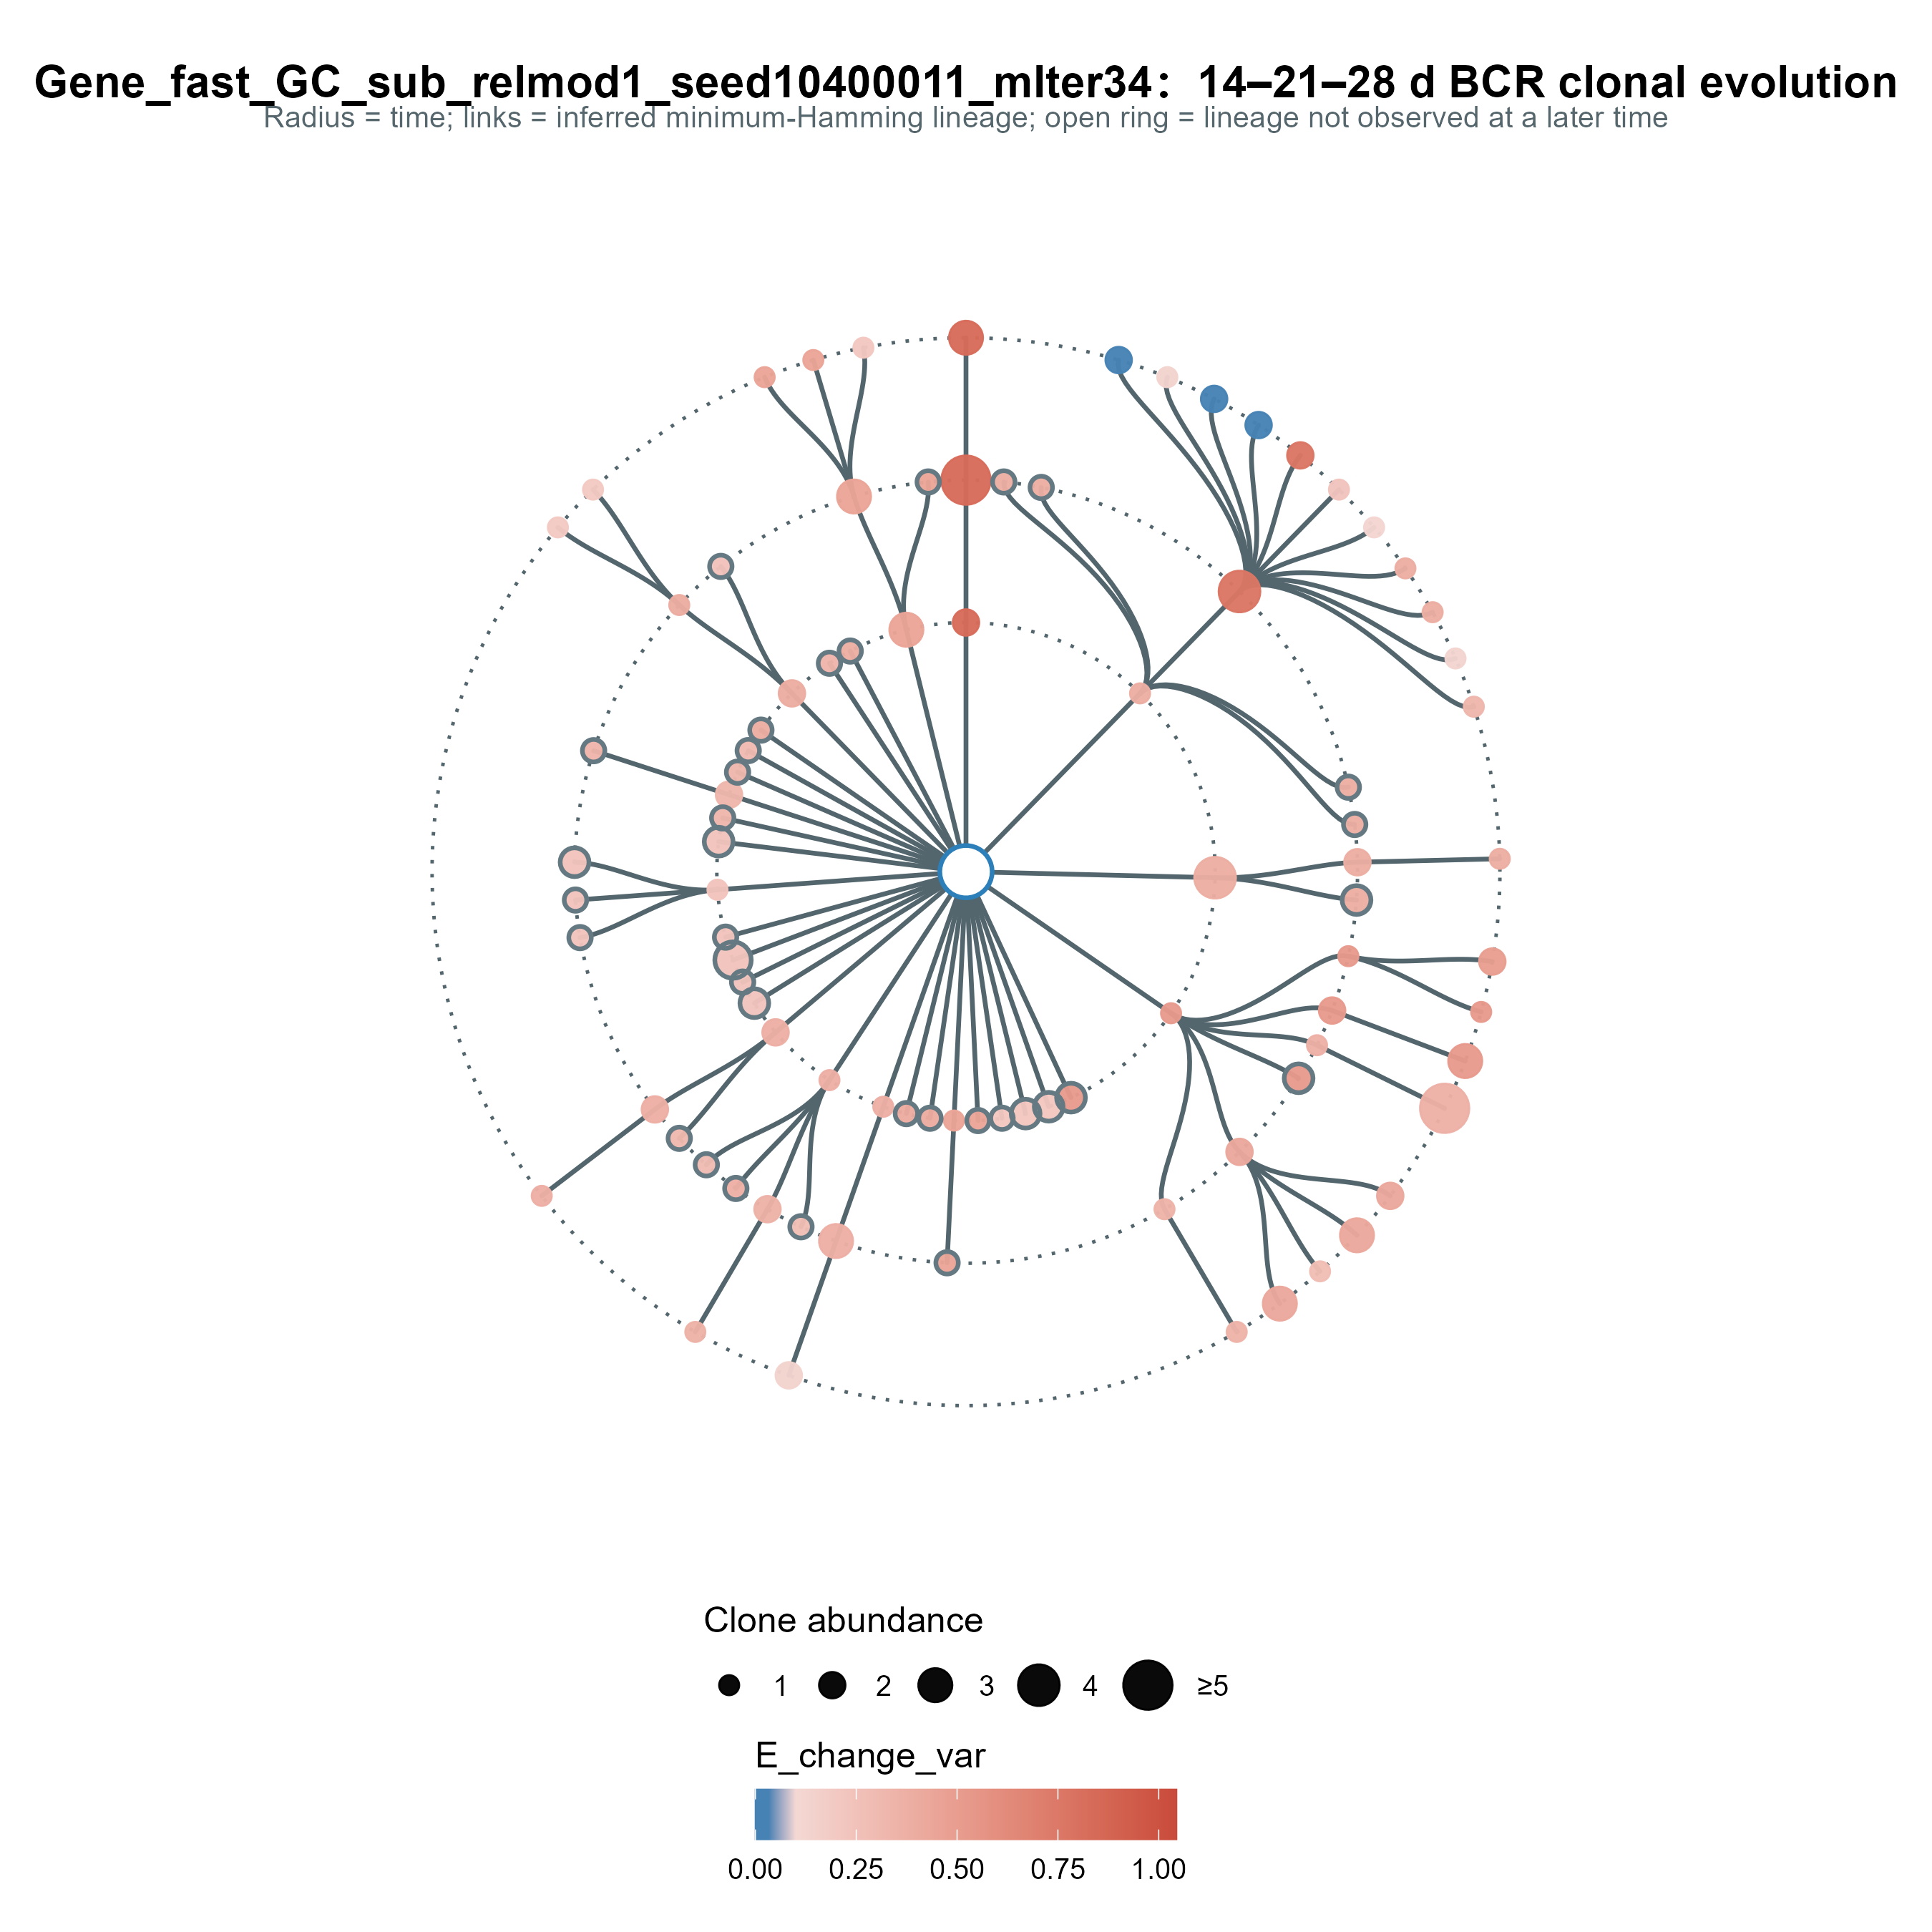 Gene_fast_GC_sub_relmod1_seed10400011_mIter34: 14–21–28 d BCR clonal evolution
Radius = time; links = inferred minimum-Hamming lineage; open ring = lineage not observed at a later time
Clone abundance
1 2 3 4 ≥5
E_change_var
0.00 0.25 0.50 0.75 1.00